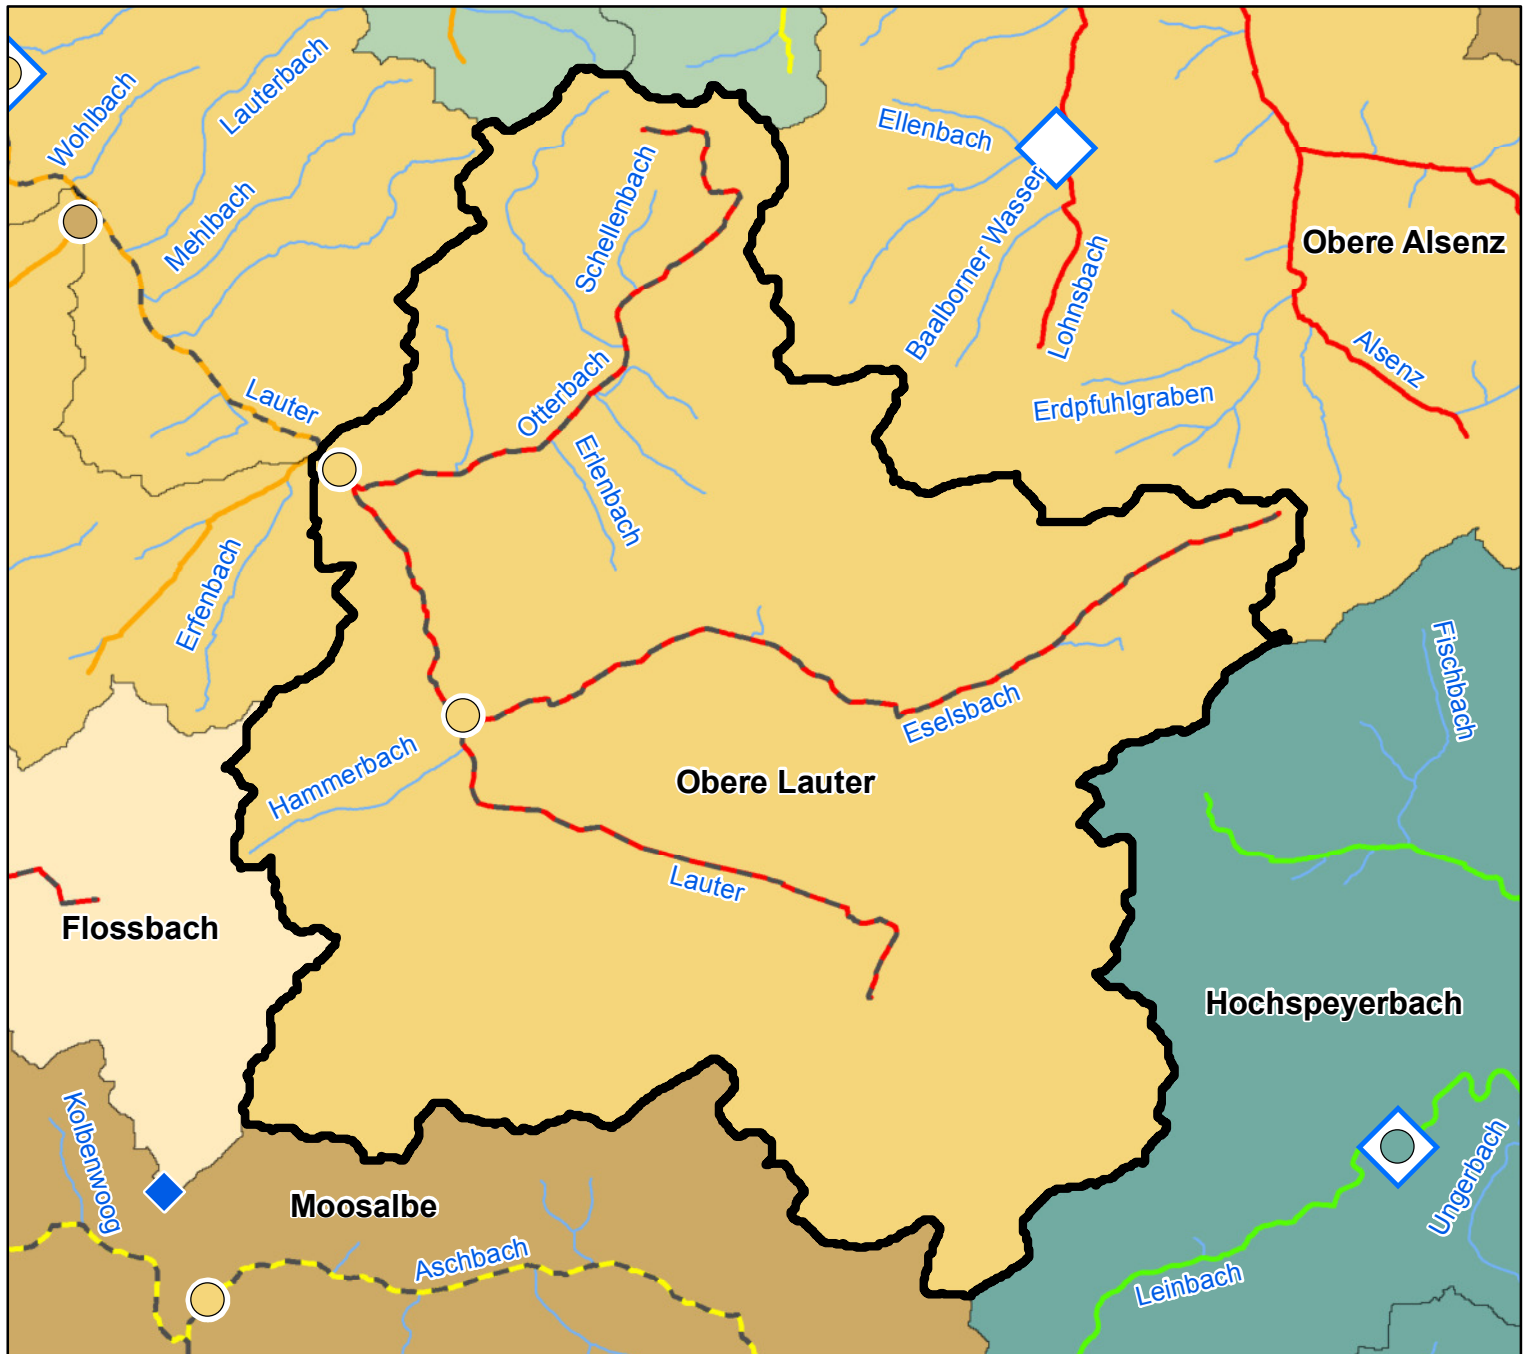 Wohlbach
Lauterbach
Mehlbach
Lauter
Erfenbach
Schellenbach
Otterbach
Erlenbach
Ellenbach
Baalborner Wasser
Lohnsbach
Obere Alsenz
Alsenz
Erdpfuhlgraben
Fischbach
Eselsbach
Hammerbach
Obere Lauter
Lauter
Flossbach
Hochspeyerbach
Kolbenwoog
Moosalbe
Aschbach
Leinbach
Ungerbach